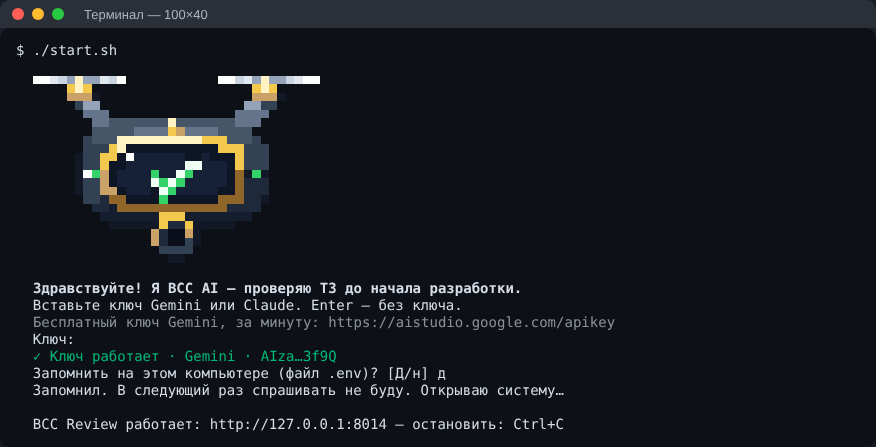 Терминал — 100×40
$ ./start.sh
Здравствуйте! Я BCC AI — проверяю ТЗ до начала разработки.
Вставьте ключ Gemini или Claude. Enter — без ключа.
Бесплатный ключ Gemini, за минуту: https://aistudio.google.com/apikey
Ключ:
✓ Ключ работает · Gemini · AIza…3f9Q
Запомнить на этом компьютере (файл .env)? [Д/н] д
Запомнил. В следующий раз спрашивать не буду. Открываю систему…
BCC Review работает: http://127.0.0.1:8014 — остановить: Ctrl+C